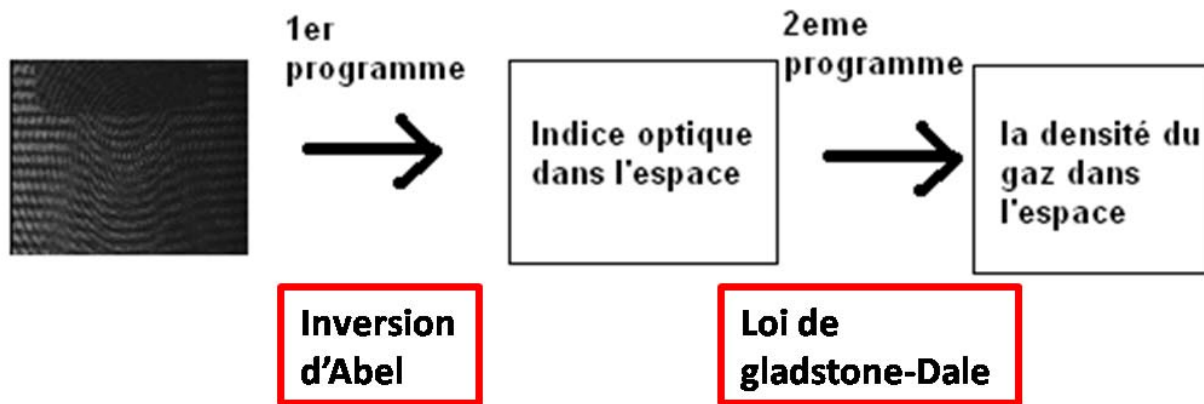 1er
programme
2eme
programme
Indice optique
dans l'espace
la densité du
gaz dans
l'espace
Inversion
d'Abel
Loi de
gladstone-Dale